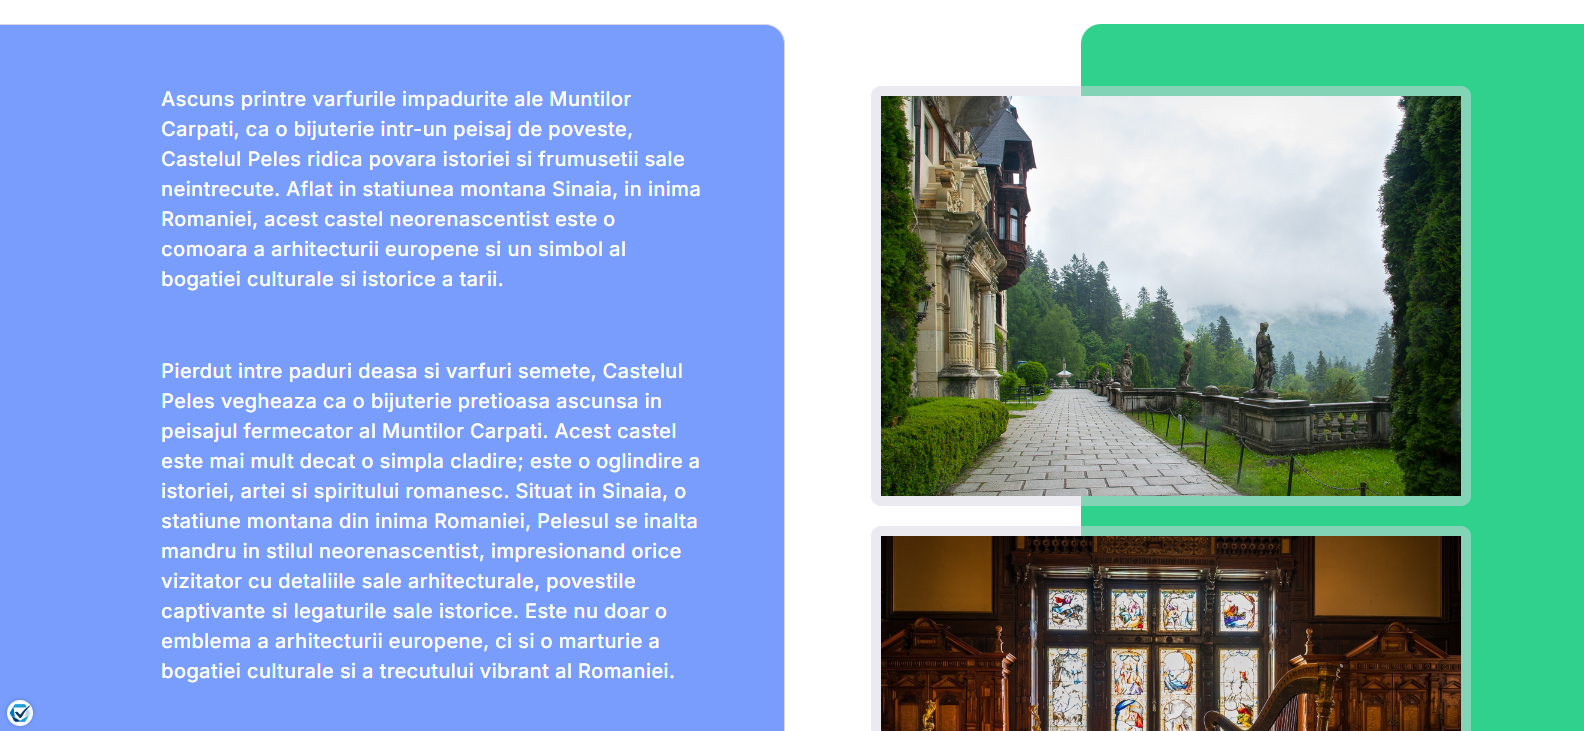 Ascuns printre varfurile impadurite ale Muntilor
Carpati, ca o bijuterie intr-un peisaj de poveste,
Castelul Peles ridica povara istoriei si frumusetii sale
neintrecute. Aflat in statiunea montana Sinaia, in inima
Romaniei, acest castel neorenascentist este o
comoara a arhitecturii europene si un simbol al
bogatiei culturale si istorice a tarii.
Pierdut intre paduri deasa si varfuri semete, Castelul
Peles vegheaza ca o bijuterie pretioasa ascunsa in
peisajul fermecator al Muntilor Carpati. Acest castel
este mai mult decat o simpla cladire; este o oglindire a
istoriei, artei si spiritului romanesc. Situat in Sinaia, o
statiune montana din inima Romaniei, Pelesul se inalta
mandru in stilul neorenascentist, impresionand orice
vizitator cu detaliile sale arhitecturale, povestile
captivante si legaturile sale istorice. Este nu doar o
emblema a arhitecturii europene, ci si o marturie a
bogatiei culturale si a trecutului vibrant al Romaniei.